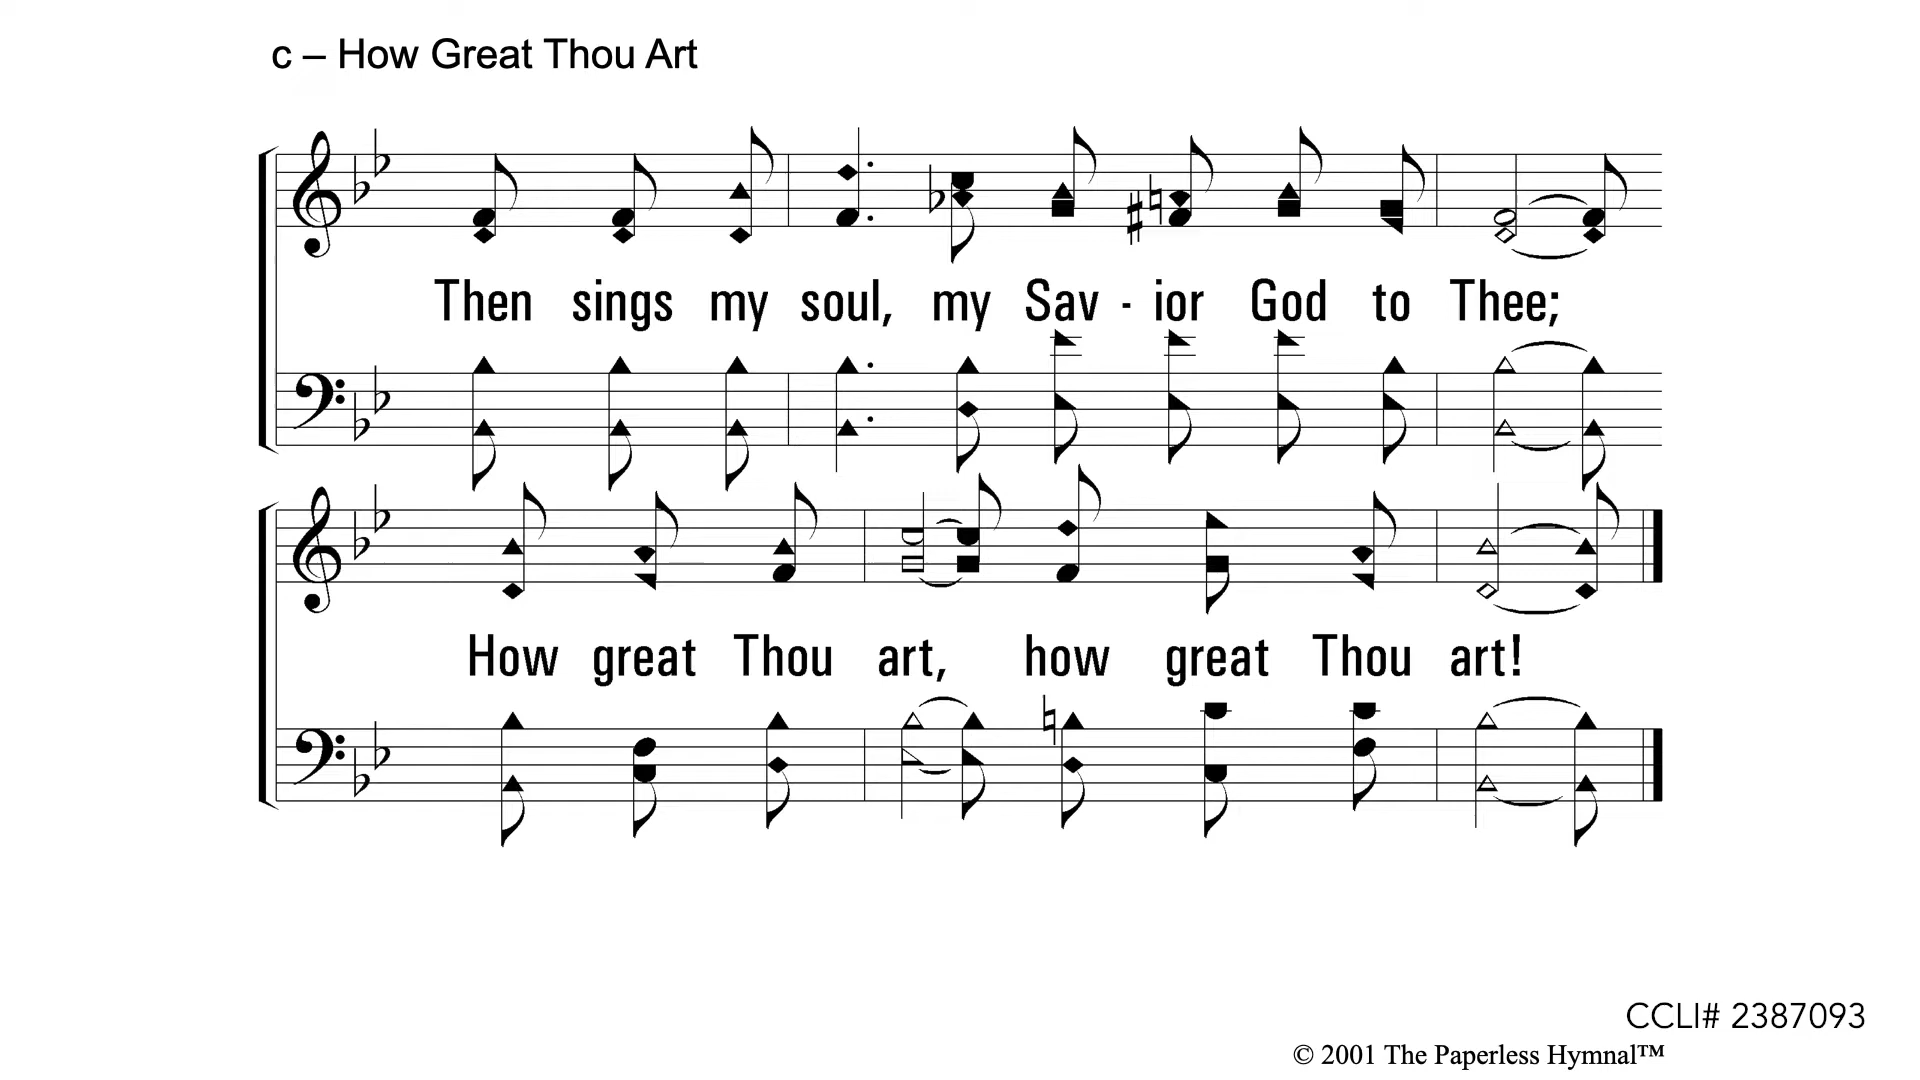 c – How Great Thou Art
Then sings my soul, my Sav - ior God to Thee;
How great Thou art, how great Thou art!
CCLI# 2387093
© 2001 The Paperless Hymnal™